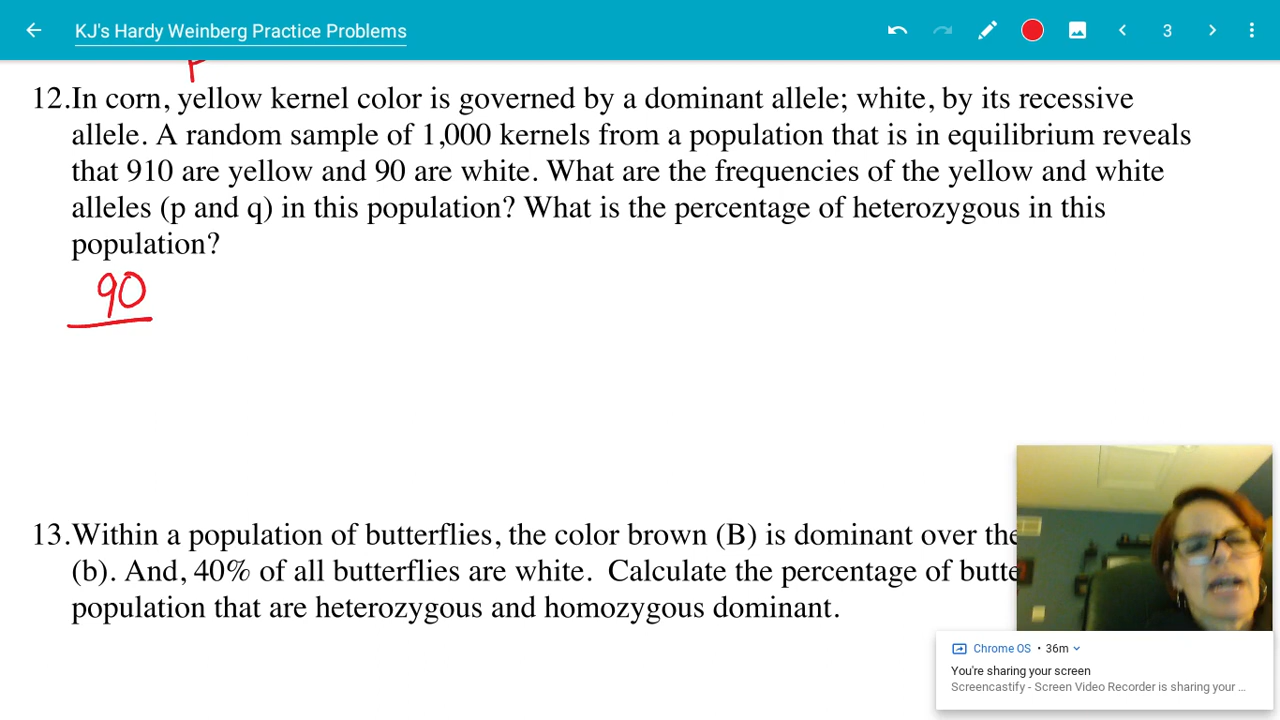 KJ's Hardy Weinberg Practice Problems
3
12.In corn, yellow kernel color is governed by a dominant allele; white, by its recessive
allele. A random sample of 1,000 kernels from a population that is in equilibrium reveals
that 910 are yellow and 90 are white. What are the frequencies of the yellow and white
alleles (p and q) in this population? What is the percentage of heterozygous in this
population?
90
13.Within a population of butterflies, the color brown (B) is dominant over the
(b). And, 40% of all butterflies are white. Calculate the percentage of butte
population that are heterozygous and homozygous dominant.
Chrome OS • 36m
You're sharing your screen
Screencastify - Screen Video Recorder is sharing your ...